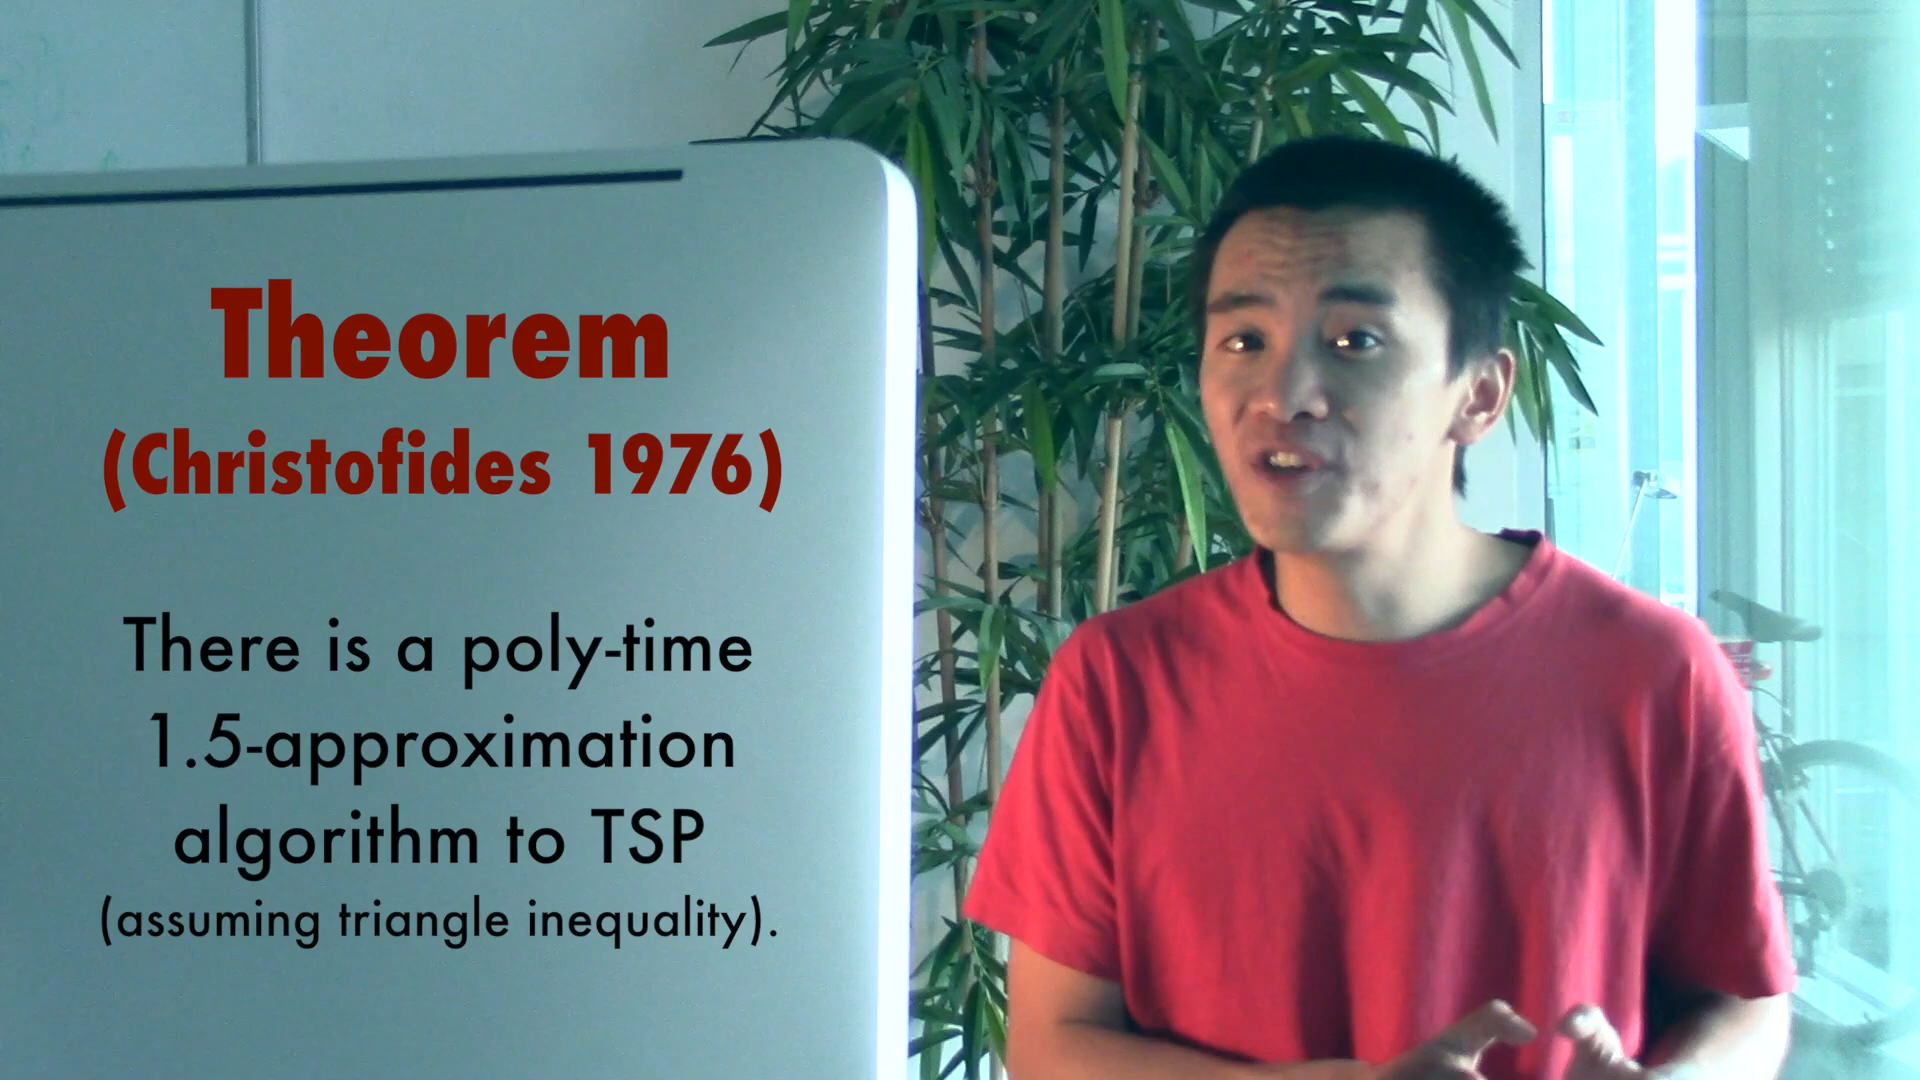 Theorem
(Christofides 1976)
There is a poly-time
1.5-approximation
algorithm to TSP
(assuming triangle inequality).